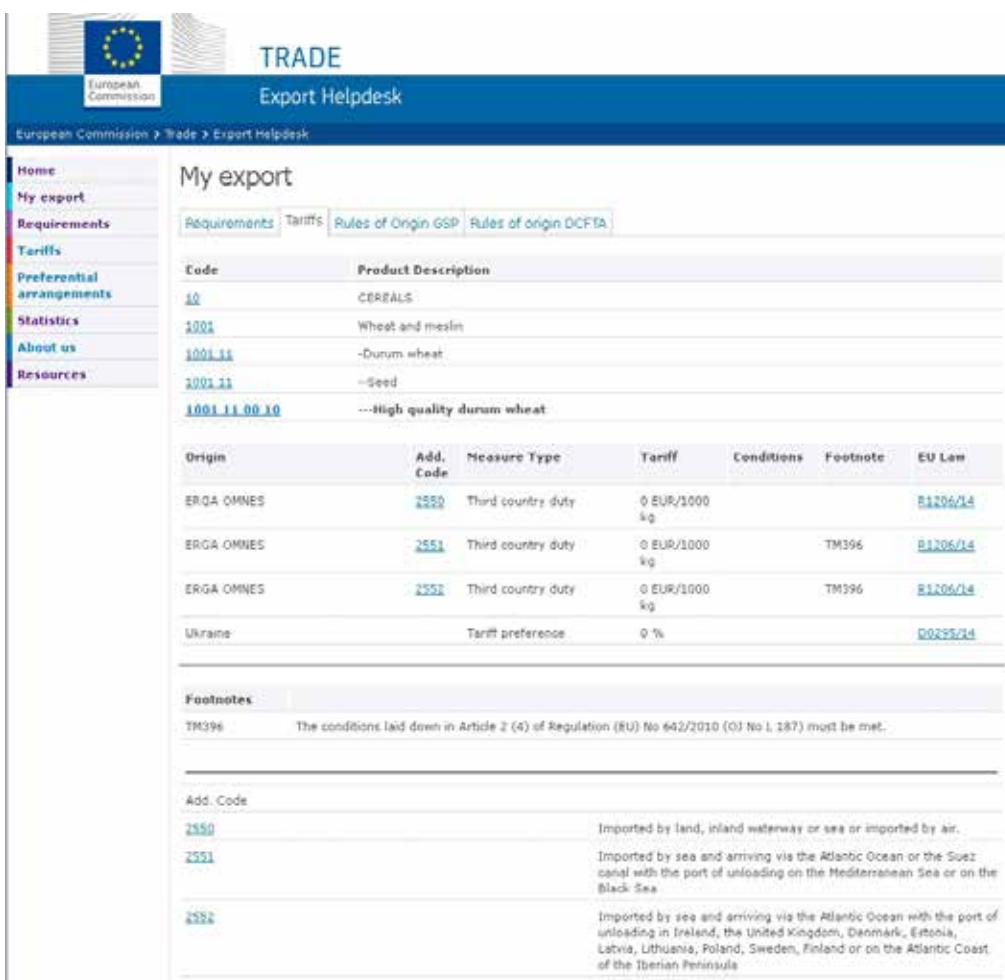 TRADE
European
Commission
Export Helpdesk
European Commission > Trade > Export Helpdesk
Home
My export
Requirements
Tariffs
Preferential
arrangements
Statistics
About us
Resources
My export
Requirements Tariffs Rules of Origin GSP Rules of origin DCFTA
Code Product Description
10 CEREALS
1001 Wheat and meslin
1001 11 -Durum wheat
1001 11 --Seed
1001 11 00 10 ---High quality durum wheat
Origin Add. Code Measure Type Tariff Conditions Footnote EU Law
ERGA OMNES 2550 Third country duty 0 EUR/1000 kg R1206/14
ERGA OMNES 2551 Third country duty 0 EUR/1000 kg TM396 R1206/14
ERGA OMNES 2552 Third country duty 0 EUR/1000 kg TM396 R1206/14
Ukraine Tariff preference 0 % D0295/14
Footnotes
TM396 The conditions laid down in Article 2 (4) of Regulation (EU) No 642/2010 (OJ No L 187) must be met.
Add. Code
2550 Imported by land, inland waterway or sea or imported by air.
2551 Imported by sea and arriving via the Atlantic Ocean or the Suez
canal with the port of unloading on the Mediterranean Sea or on the
Black Sea
2552 Imported by sea and arriving via the Atlantic Ocean with the port of
unloading in Ireland, the United Kingdom, Denmark, Estonia,
Latvia, Lithuania, Poland, Sweden, Finland or on the Atlantic Coast
of the Iberian Peninsula